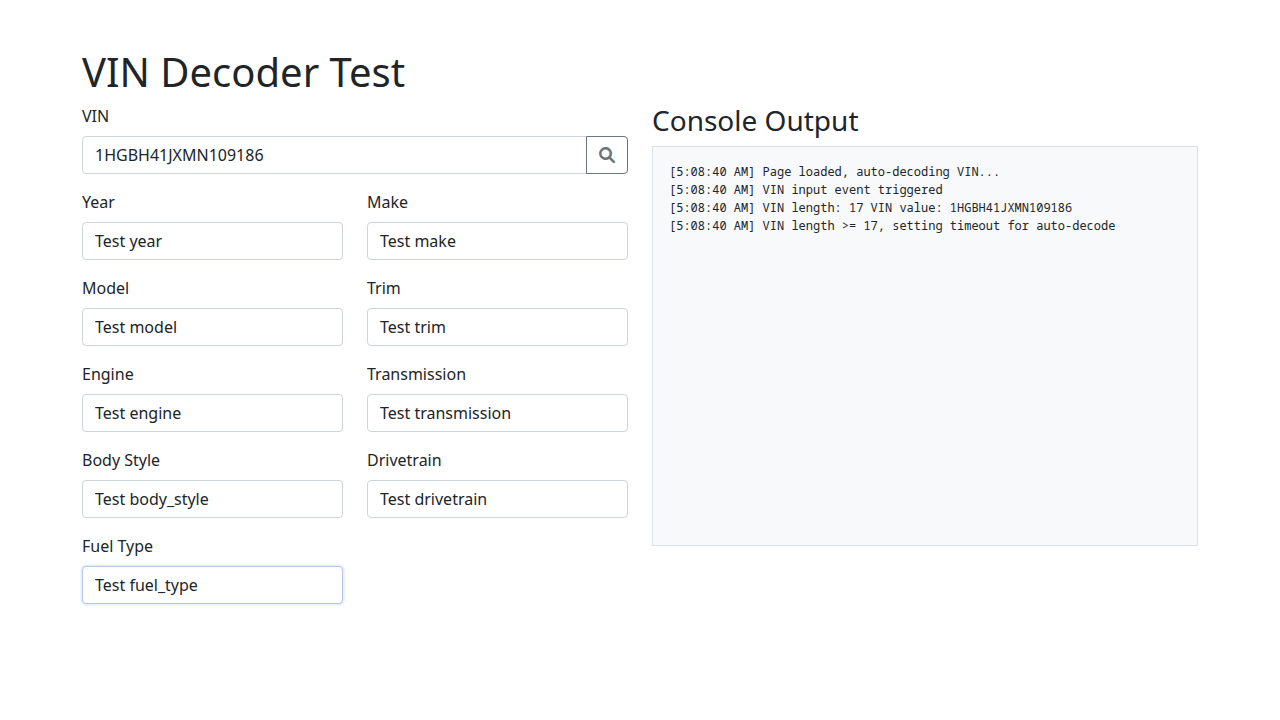 VIN Decoder Test
VIN
1HGBH41JXMN109186
Year
Make
Test year
Test make
Model
Trim
Test model
Test trim
Engine
Transmission
Test engine
Test transmission
Body Style
Drivetrain
Test body_style
Test drivetrain
Fuel Type
Test fuel_type
Console Output
[5:08:40 AM] Page loaded, auto-decoding VIN...
[5:08:40 AM] VIN input event triggered
[5:08:40 AM] VIN length: 17 VIN value: 1HGBH41JXMN109186
[5:08:40 AM] VIN length >= 17, setting timeout for auto-decode